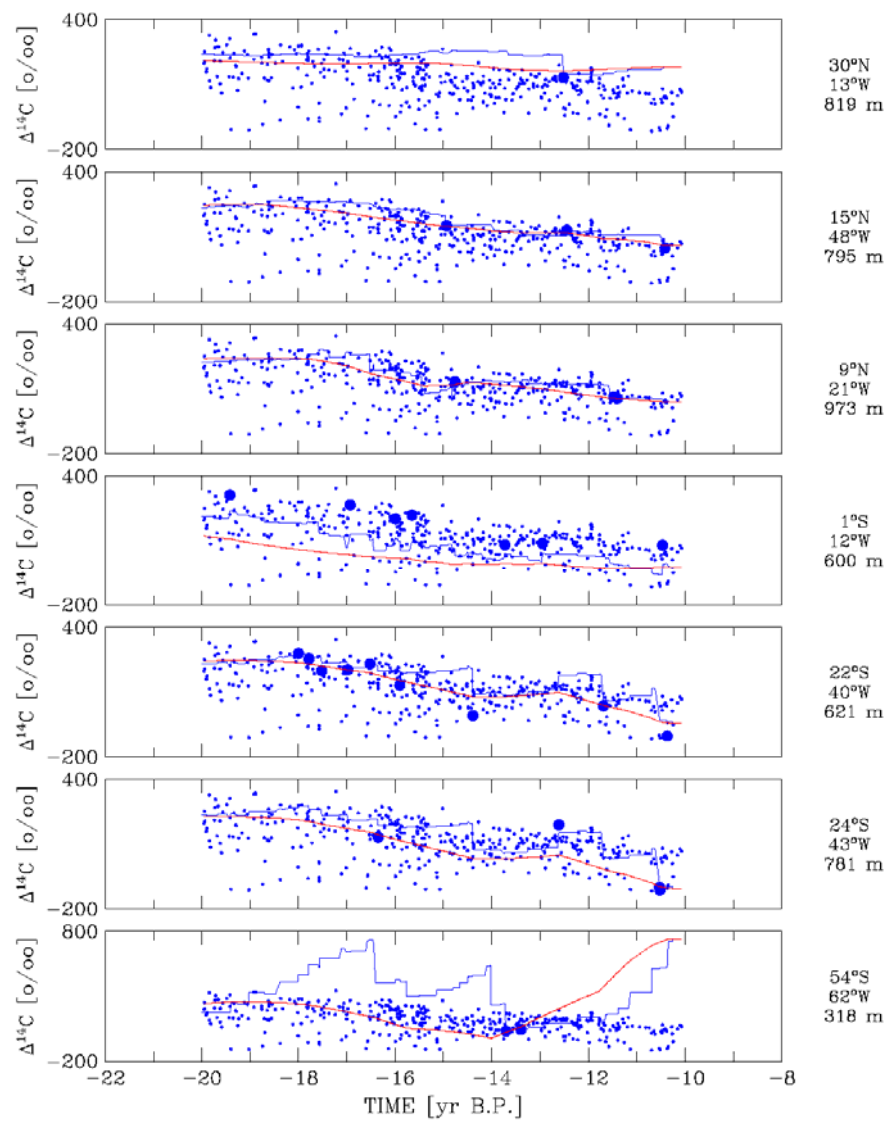 400
Δ¹⁴C [o/oo]
−200
30°N
13°W
819 m
400
Δ¹⁴C [o/oo]
−200
15°N
48°W
795 m
400
Δ¹⁴C [o/oo]
−200
9°N
21°W
973 m
400
Δ¹⁴C [o/oo]
−200
1°S
12°W
600 m
400
Δ¹⁴C [o/oo]
−200
22°S
40°W
621 m
400
Δ¹⁴C [o/oo]
−200
24°S
43°W
781 m
800
Δ¹⁴C [o/oo]
−200
54°S
62°W
318 m
−22 −20 −18 −16 −14 −12 −10 −8
TIME [yr B.P.]